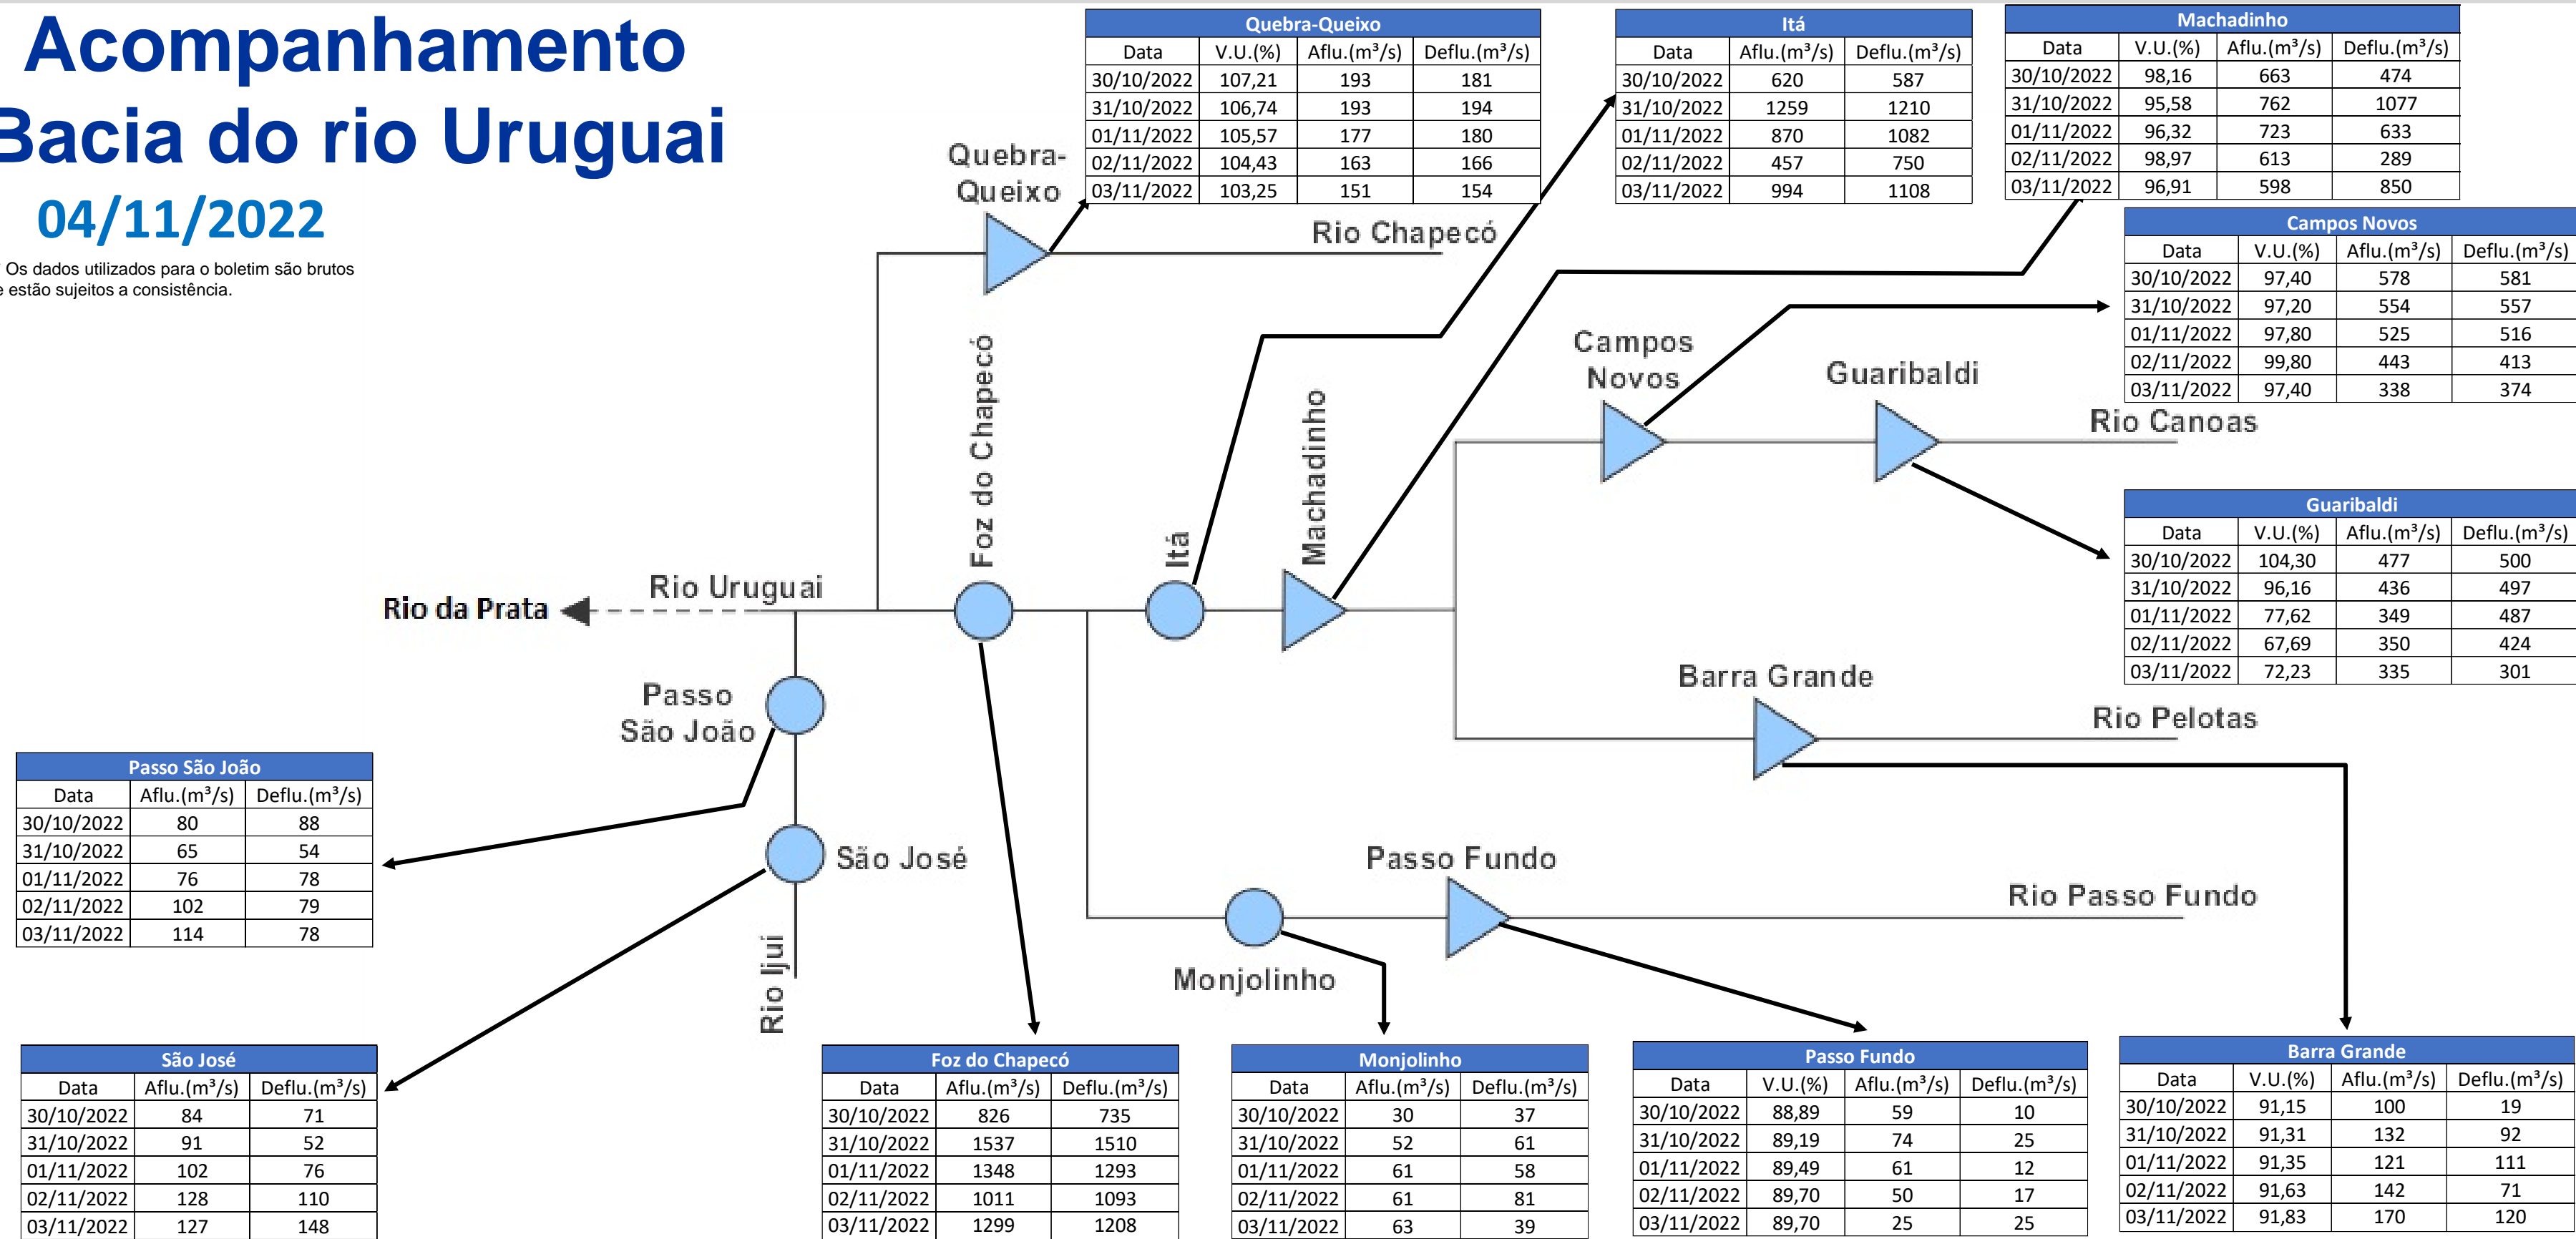 Acompanhamento
Bacia do rio Uruguai
04/11/2022
Os dados utilizados para o boletim são brutos
e estão sujeitos a consistência.
Quebra-Queixo
Data V.U.(%) Aflu.(m³/s) Deflu.(m³/s)
30/10/2022 107,21 193 181
31/10/2022 106,74 193 194
01/11/2022 105,57 177 180
02/11/2022 104,43 163 166
03/11/2022 103,25 151 154
Itá
Data Aflu.(m³/s) Deflu.(m³/s)
30/10/2022 620 587
31/10/2022 1259 1210
01/11/2022 870 1082
02/11/2022 457 750
03/11/2022 994 1108
Machadinho
Data V.U.(%) Aflu.(m³/s) Deflu.(m³/s)
30/10/2022 98,16 663 474
31/10/2022 95,58 762 1077
01/11/2022 96,32 723 633
02/11/2022 98,97 613 289
03/11/2022 96,91 598 850
Campos Novos
Data V.U.(%) Aflu.(m³/s) Deflu.(m³/s)
30/10/2022 97,40 578 581
31/10/2022 97,20 554 557
01/11/2022 97,80 525 516
02/11/2022 99,80 443 413
03/11/2022 97,40 338 374
Quebra-
Queixo
Rio Chapecó
Foz do Chapecó
Itá
Machadinho
Campos
Novos
Guaribaldi
Rio Canoas
Guaribaldi
Data V.U.(%) Aflu.(m³/s) Deflu.(m³/s)
30/10/2022 104,30 477 500
31/10/2022 96,16 436 497
01/11/2022 77,62 349 487
02/11/2022 67,69 350 424
03/11/2022 72,23 335 301
Rio Uruguai
Rio da Prata
Barra Grande
Rio Pelotas
Passo
São João
São José
Rio Ijuí
Passo Fundo
Rio Passo Fundo
Monjolinho
Passo São João
Data Aflu.(m³/s) Deflu.(m³/s)
30/10/2022 80 88
31/10/2022 65 54
01/11/2022 76 78
02/11/2022 102 79
03/11/2022 114 78
São José
Data Aflu.(m³/s) Deflu.(m³/s)
30/10/2022 84 71
31/10/2022 91 52
01/11/2022 102 76
02/11/2022 128 110
03/11/2022 127 148
Foz do Chapecó
Data Aflu.(m³/s) Deflu.(m³/s)
30/10/2022 826 735
31/10/2022 1537 1510
01/11/2022 1348 1293
02/11/2022 1011 1093
03/11/2022 1299 1208
Monjolinho
Data Aflu.(m³/s) Deflu.(m³/s)
30/10/2022 30 37
31/10/2022 52 61
01/11/2022 61 58
02/11/2022 61 81
03/11/2022 63 39
Passo Fundo
Data V.U.(%) Aflu.(m³/s) Deflu.(m³/s)
30/10/2022 88,89 59 10
31/10/2022 89,19 74 25
01/11/2022 89,49 61 12
02/11/2022 89,70 50 17
03/11/2022 89,70 25 25
Barra Grande
Data V.U.(%) Aflu.(m³/s) Deflu.(m³/s)
30/10/2022 91,15 100 19
31/10/2022 91,31 132 92
01/11/2022 91,35 121 111
02/11/2022 91,63 142 71
03/11/2022 91,83 170 120